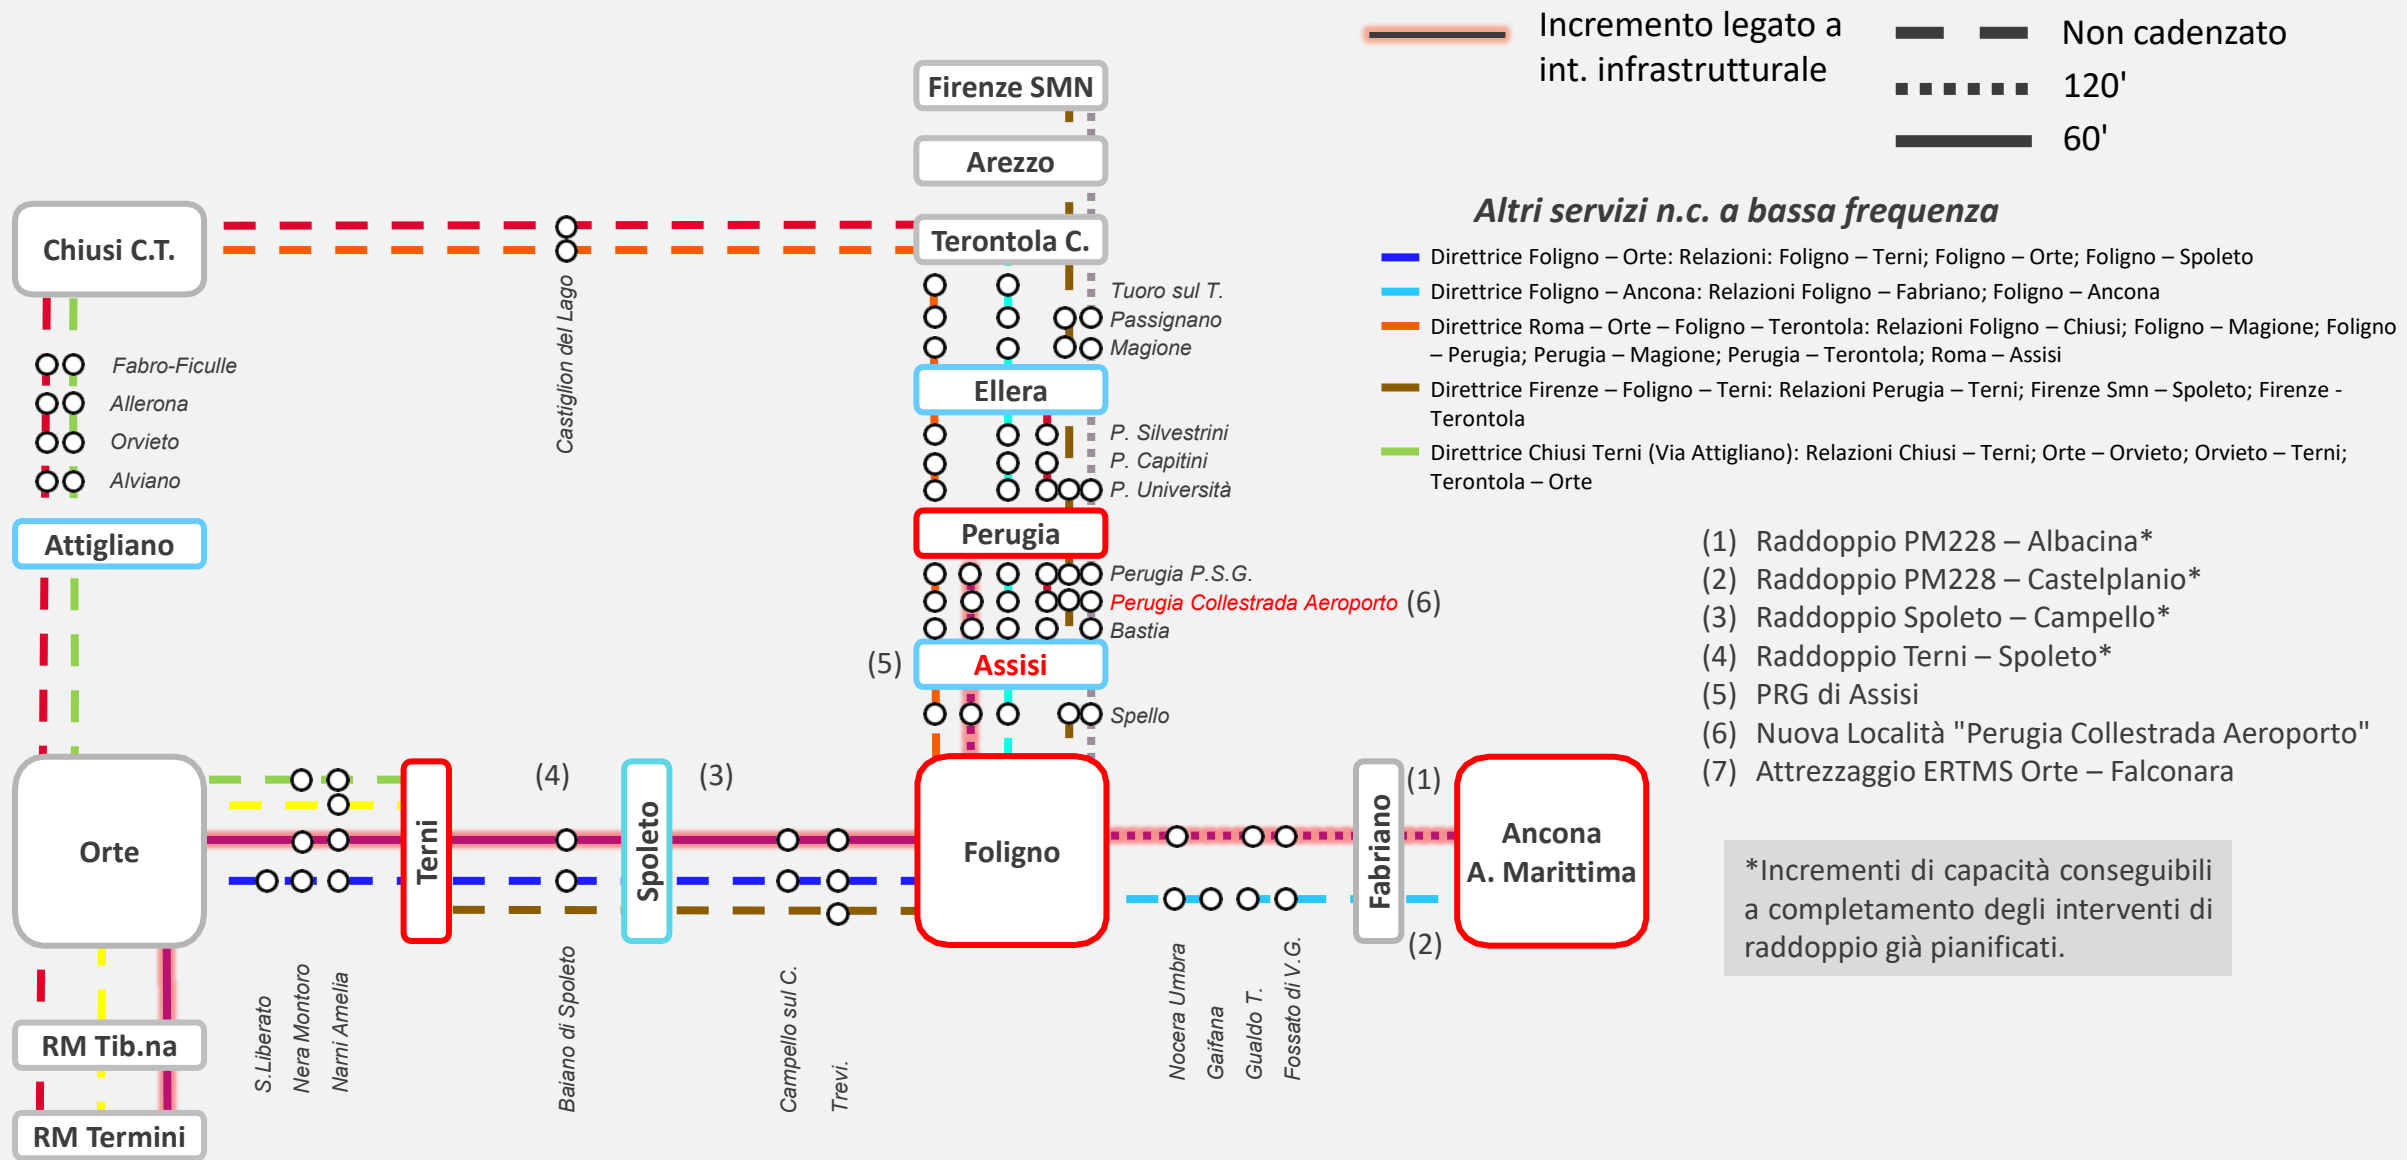 Incremento legato a
int. infrastrutturale
Non cadenzato
120'
60'
Firenze SMN
Arezzo
Terontola C.
Chiusi C.T.
Castiglion del Lago
Tuoro sul T.
Passignano
Magione
Ellera
Fabro-Ficulle
Allerona
Orvieto
Alviano
P. Silvestrini
P. Capitini
P. Università
Attigliano
Perugia
Perugia P.S.G.
Perugia Collestrada Aeroporto (6)
Bastia
(5)
Assisi
Spello
Orte
Terni
(4)
Spoleto
(3)
Foligno
Fabriano
(1)
(2)
Ancona
A. Marittima
RM Tib.na
RM Termini
S.Liberato
Nera Montoro
Narni Amelia
Baiano di Spoleto
Campello sul C.
Trevi.
Nocera Umbra
Gaifana
Gualdo T.
Fossato di V.G.
Altri servizi n.c. a bassa frequenza
Direttrice Foligno – Orte: Relazioni: Foligno – Terni; Foligno – Orte; Foligno – Spoleto
Direttrice Foligno – Ancona: Relazioni Foligno – Fabriano; Foligno – Ancona
Direttrice Roma – Orte – Foligno – Terontola: Relazioni Foligno – Chiusi; Foligno – Magione; Foligno
– Perugia; Perugia – Magione; Perugia – Terontola; Roma – Assisi
Direttrice Firenze – Foligno – Terni: Relazioni Perugia – Terni; Firenze Smn – Spoleto; Firenze -
Terontola
Direttrice Chiusi Terni (Via Attigliano): Relazioni Chiusi – Terni; Orte – Orvieto; Orvieto – Terni;
Terontola – Orte
(1) Raddoppio PM228 – Albacina*
(2) Raddoppio PM228 – Castelplanio*
(3) Raddoppio Spoleto – Campello*
(4) Raddoppio Terni – Spoleto*
(5) PRG di Assisi
(6) Nuova Località "Perugia Collestrada Aeroporto"
(7) Attrezzaggio ERTMS Orte – Falconara
*Incrementi di capacità conseguibili
a completamento degli interventi di
raddoppio già pianificati.